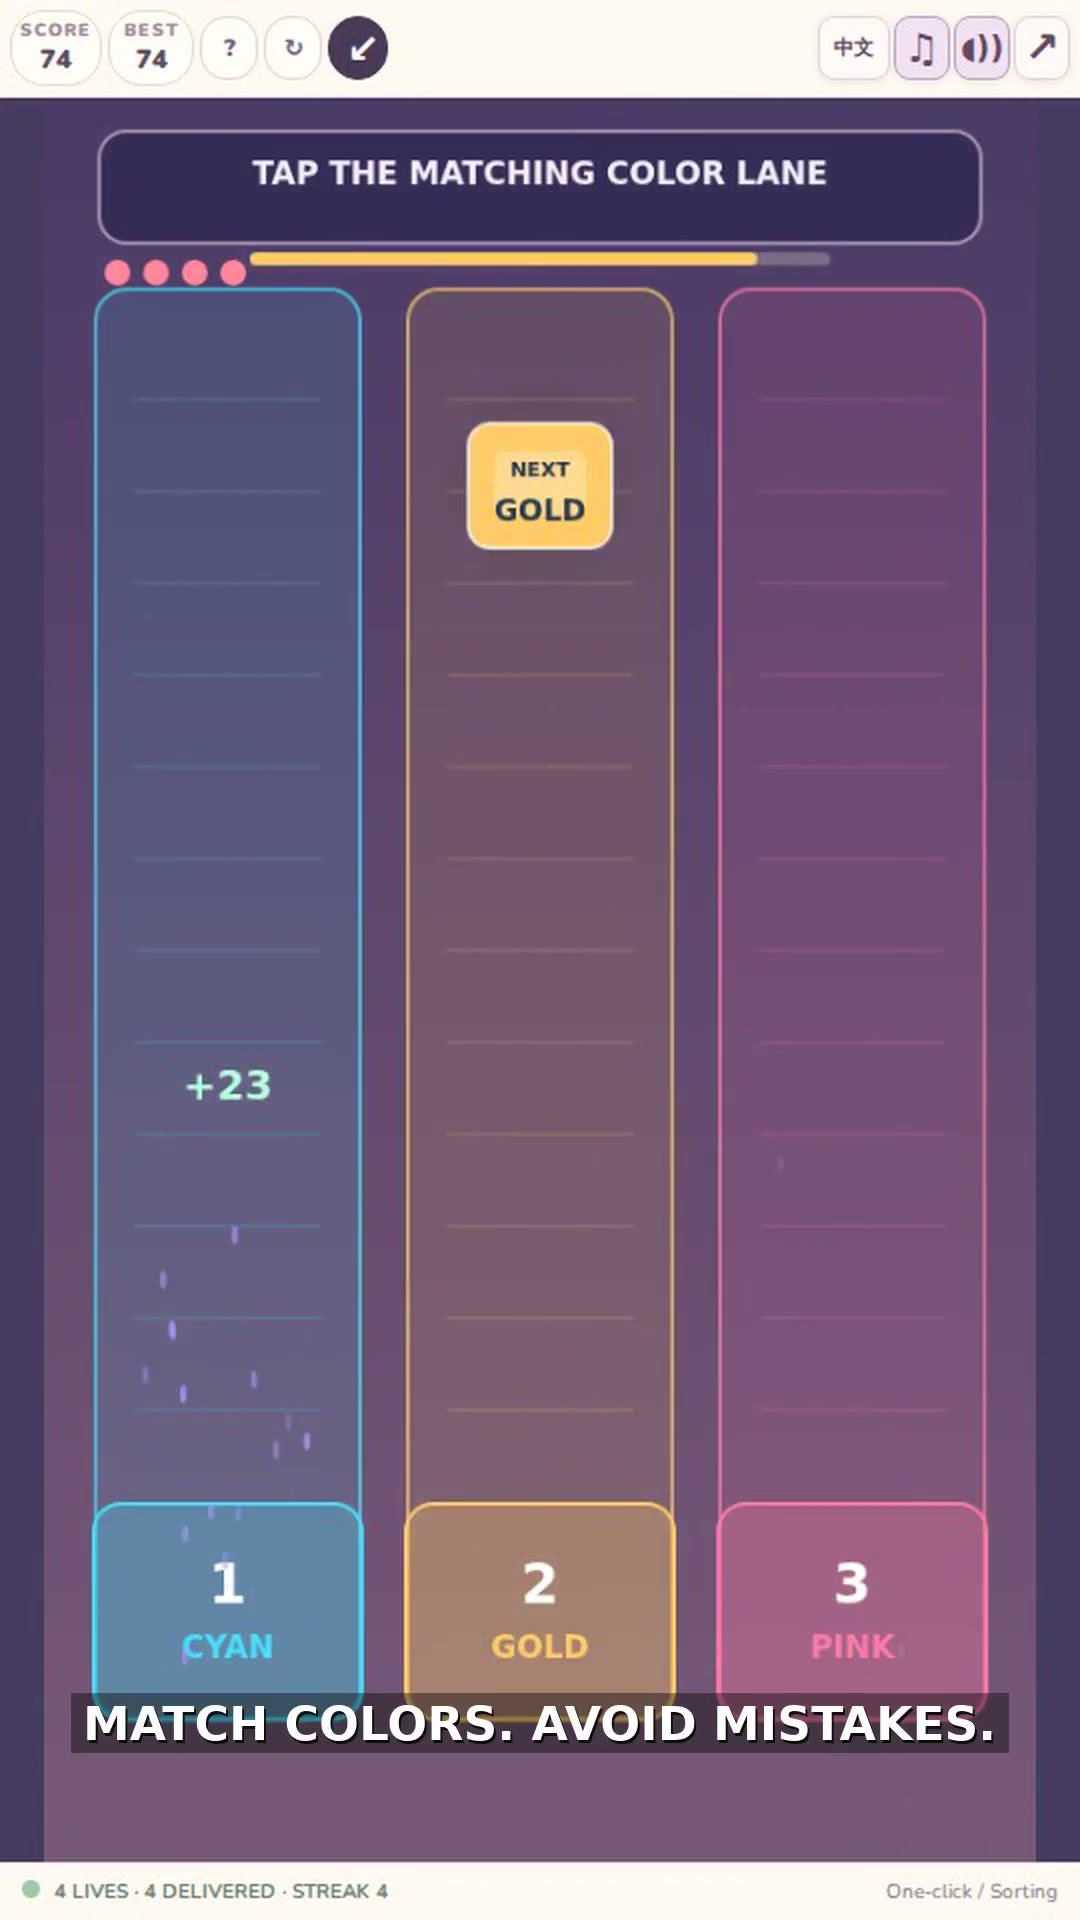 SCORE
74
BEST
74
?
↻
↙
中文
♫
↗
TAP THE MATCHING COLOR LANE
NEXT
GOLD
+23
1
CYAN
2
GOLD
3
PINK
MATCH COLORS. AVOID MISTAKES.
4 LIVES · 4 DELIVERED · STREAK 4
One-click / Sorting